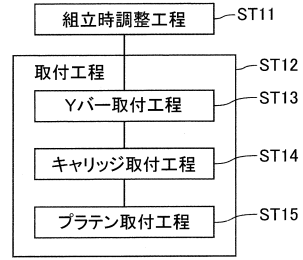 組立時調整工程 ST11
取付工程 ST12
Yバー取付工程 ST13
キャリッジ取付工程 ST14
プラテン取付工程 ST15